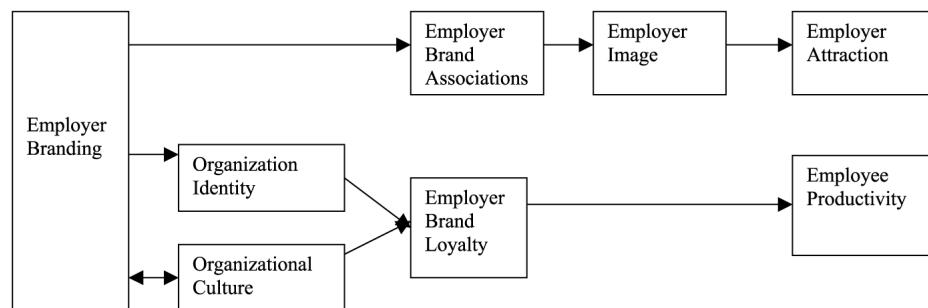 Employer
Branding
Employer
Brand
Associations
Employer
Image
Employer
Attraction
Organization
Identity
Organizational
Culture
Employer
Brand
Loyalty
Employee
Productivity